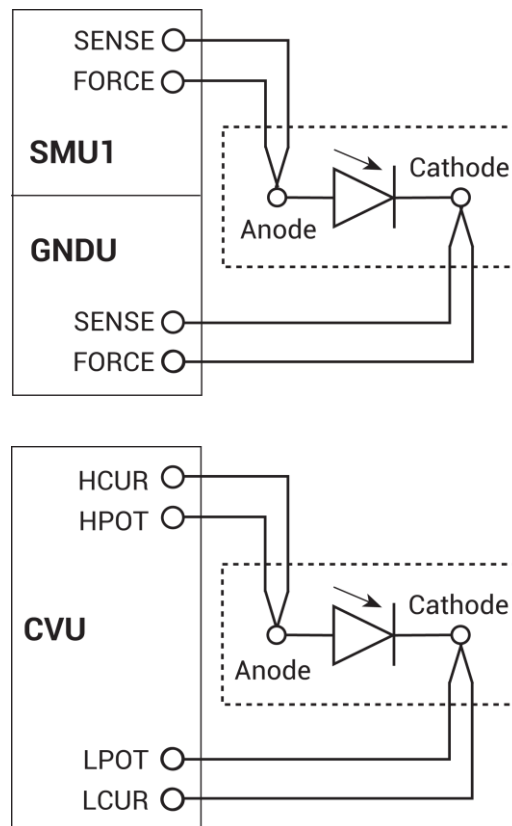 SENSE
FORCE
SMU1
Cathode
Anode
GNDU
SENSE
FORCE
HCUR
HPOT
Cathode
CVU
Anode
LPOT
LCUR